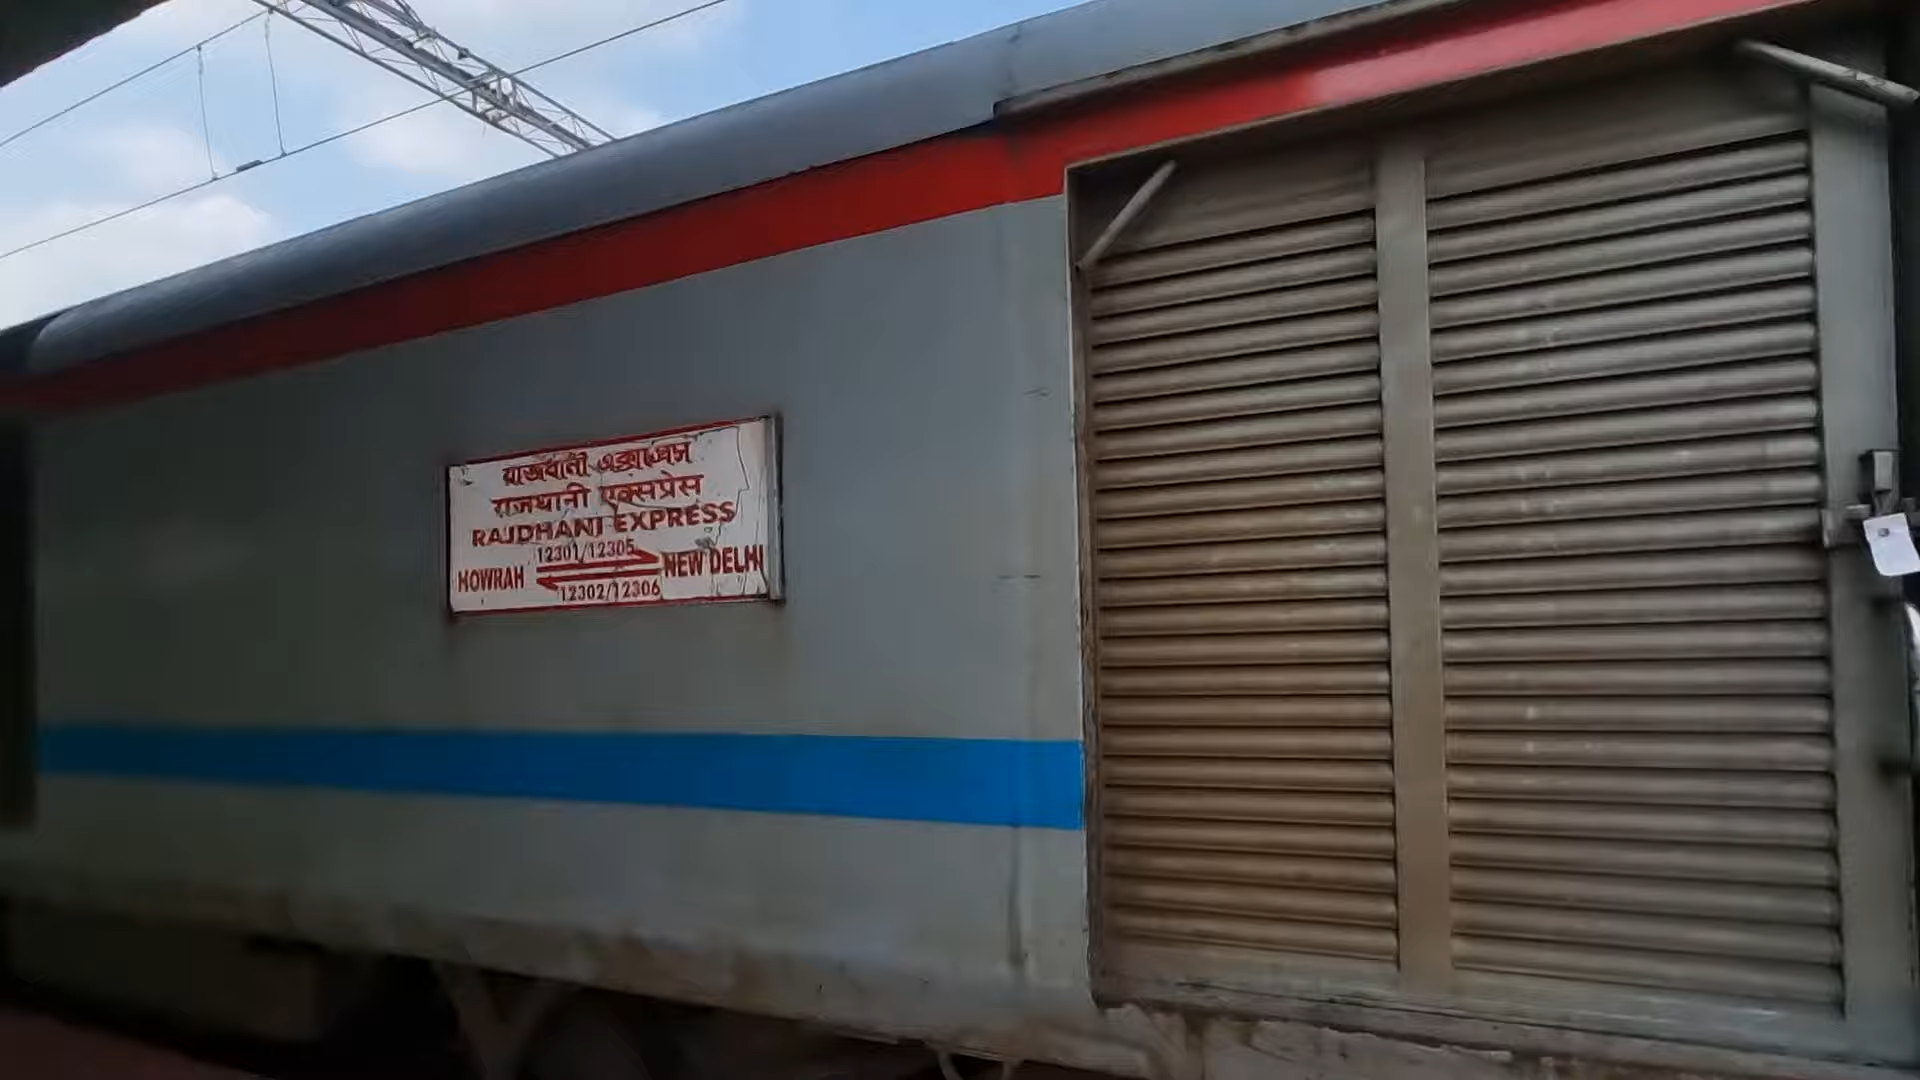 রাজধানী এক্সপ্রেস
राजधानी एक्सप्रेस
RAJDHANI EXPRESS
12301/12305
HOWRAH NEW DELHI
12302/12306